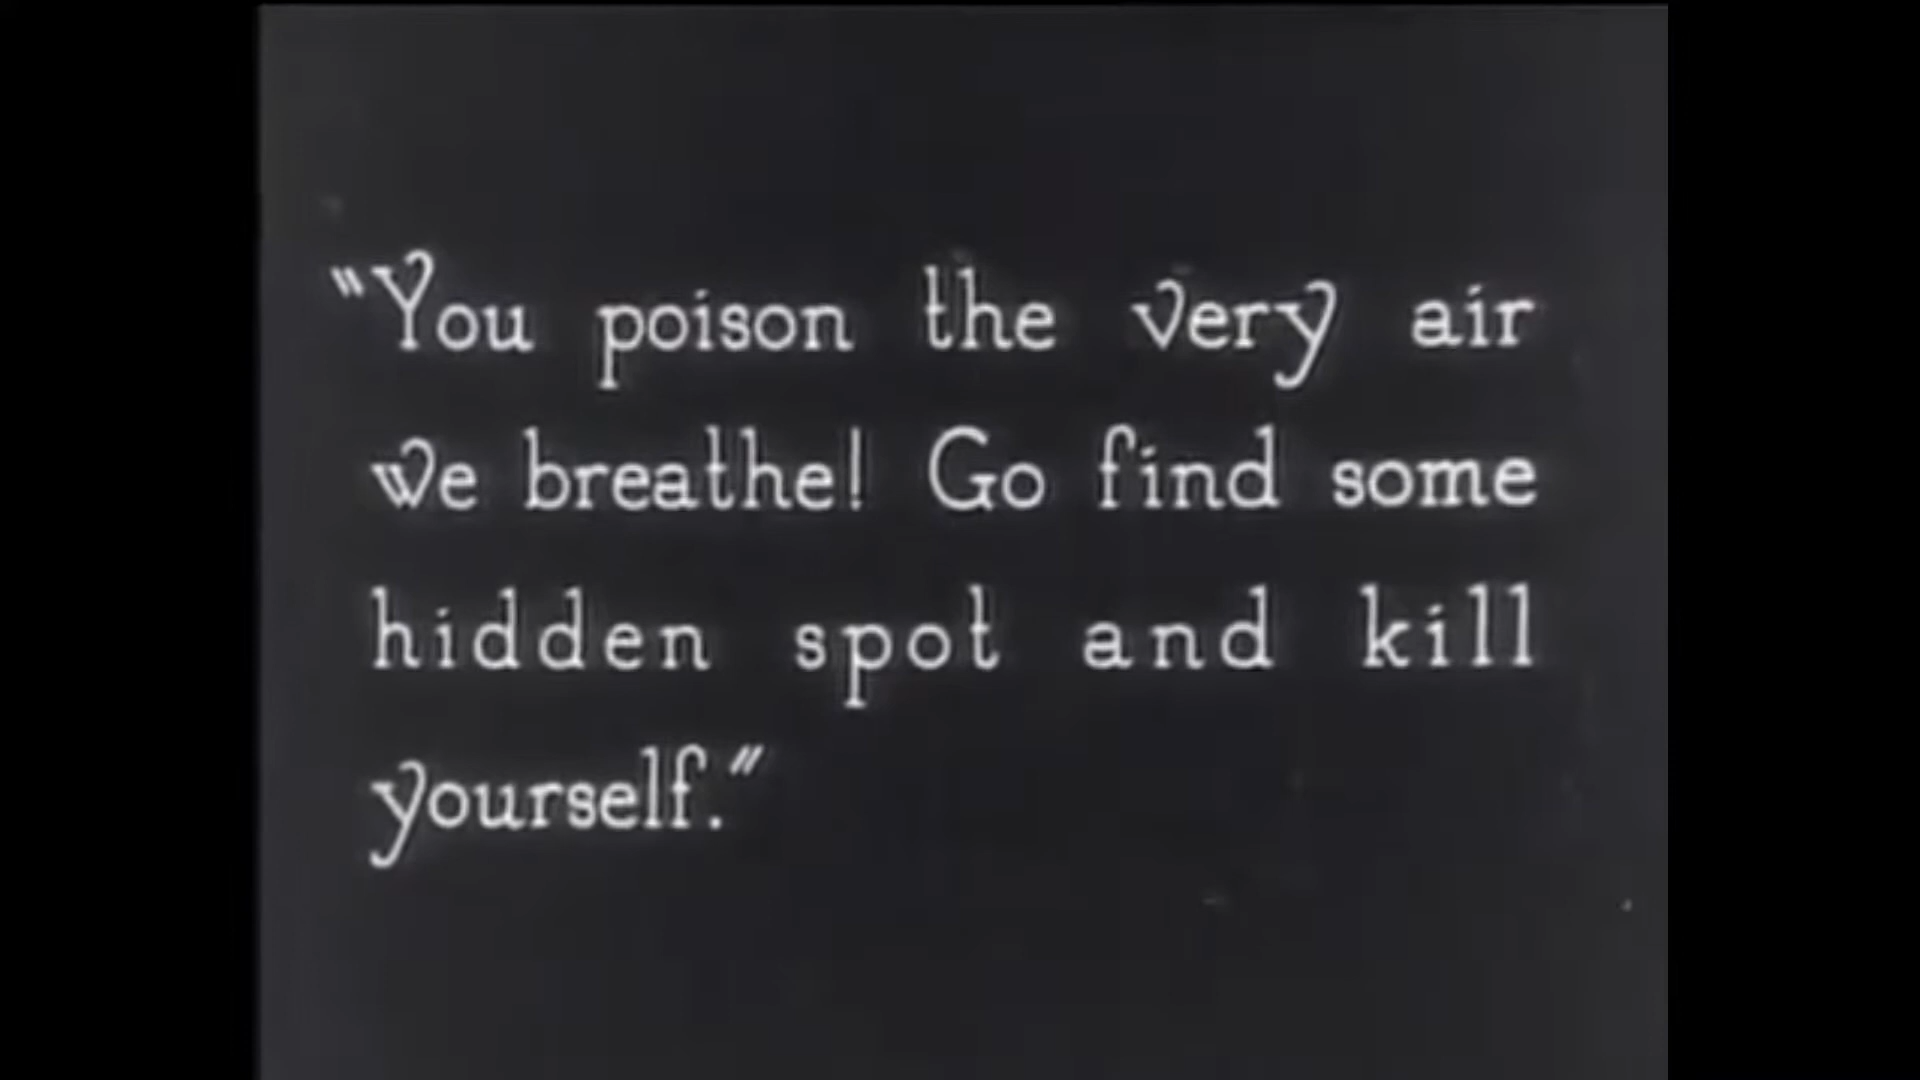 "You poison the very air
we breathe! Go find some
hidden spot and kill
yourself."